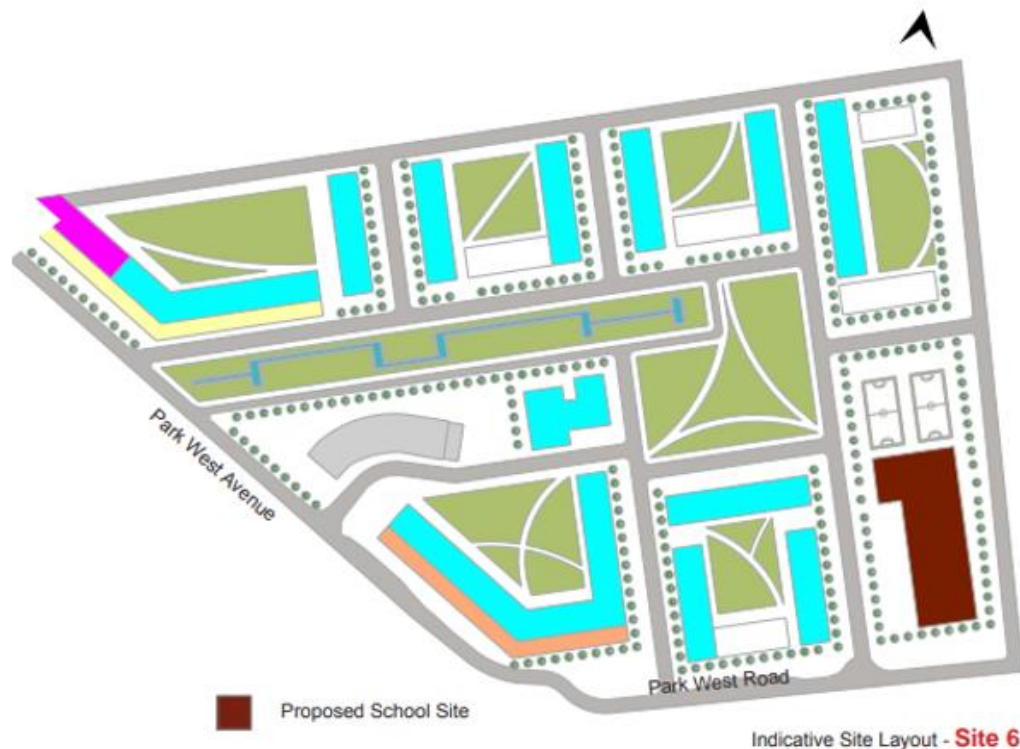 Park West Avenue
Park West Road
Proposed School Site
Indicative Site Layout - Site 6